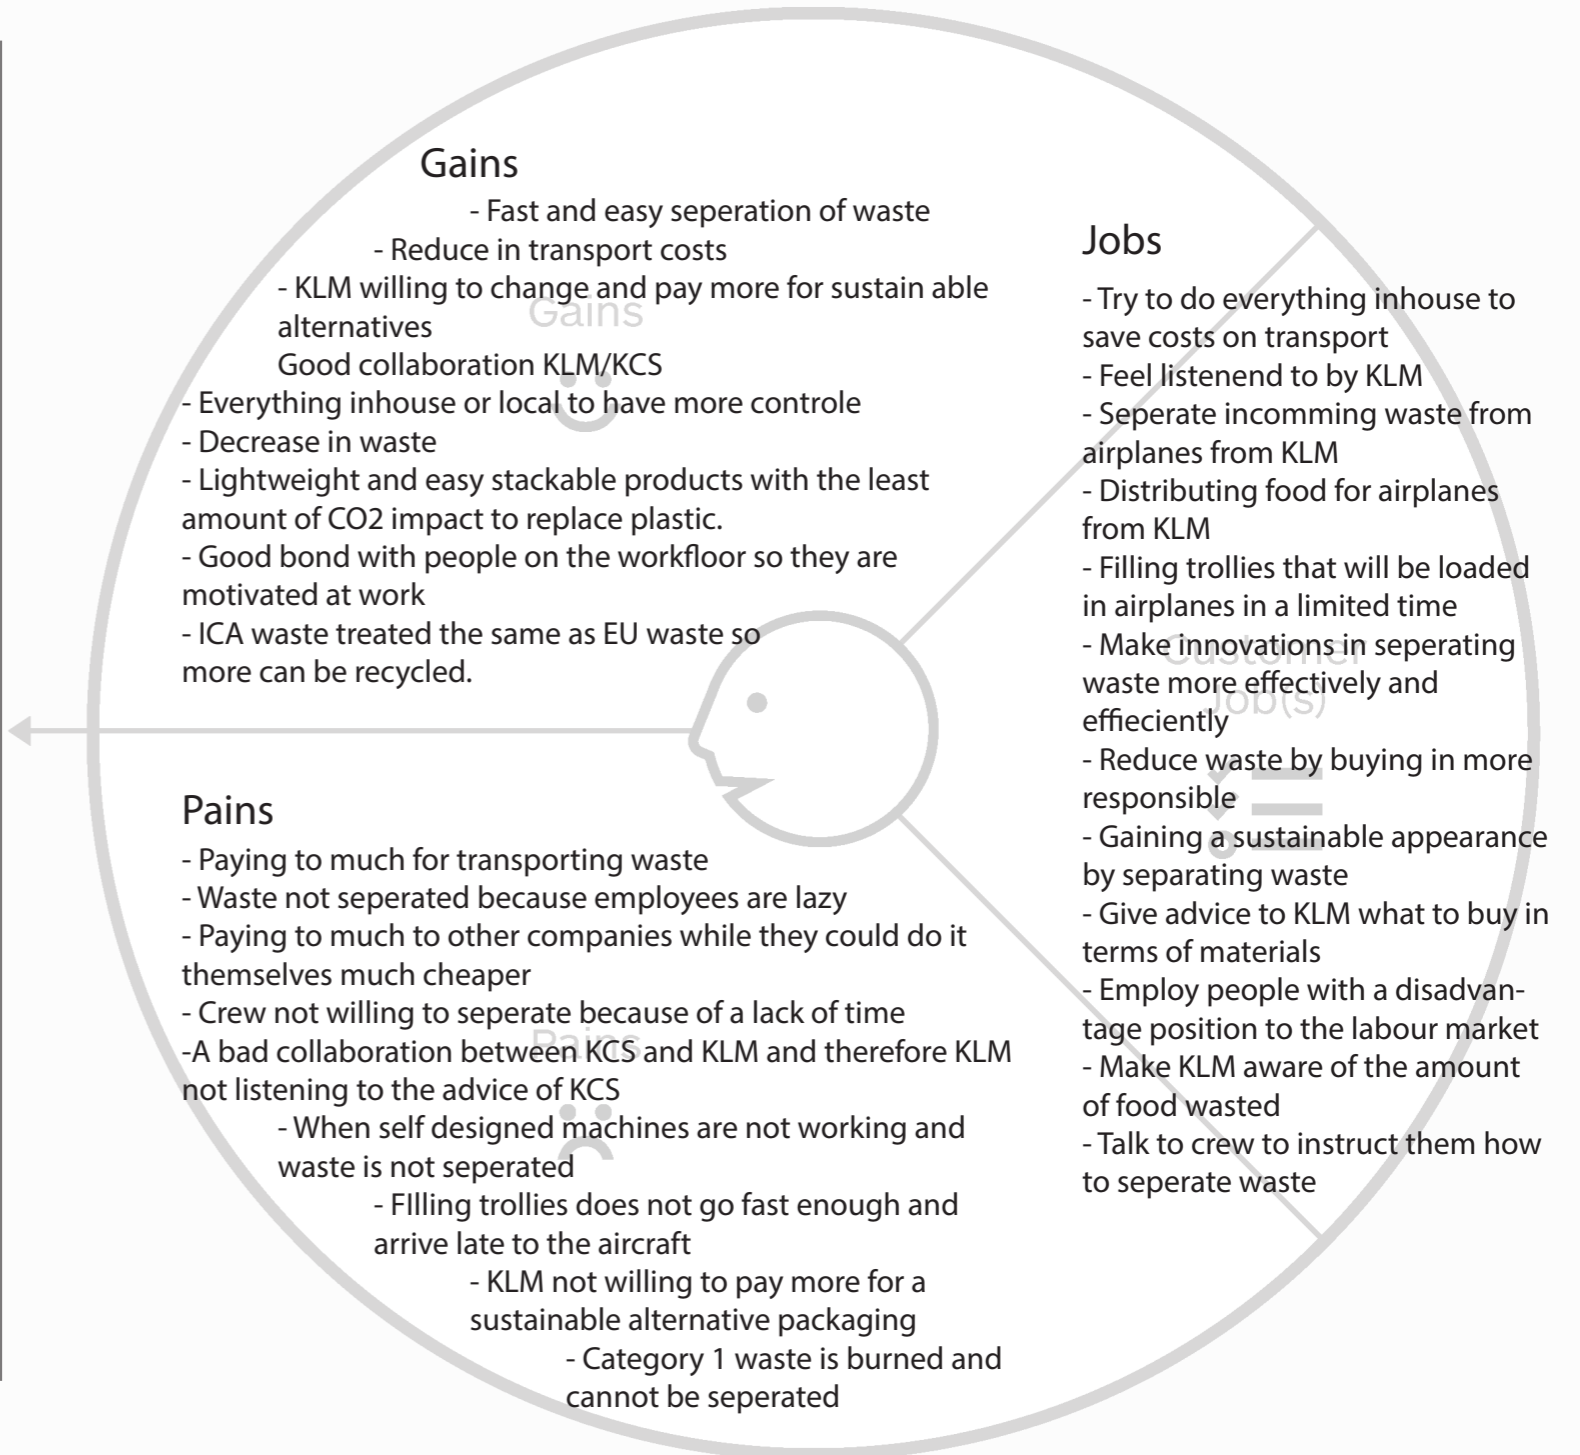 Gains
- Fast and easy seperation of waste
- Reduce in transport costs
- KLM willing to change and pay more for sustain able
alternatives
Good collaboration KLM/KCS
- Everything inhouse or local to have more controle
- Decrease in waste
- Lightweight and easy stackable products with the least
amount of CO2 impact to replace plastic.
- Good bond with people on the workfloor so they are
motivated at work
- ICA waste treated the same as EU waste so
more can be recycled.
Gains
Pains
- Paying to much for transporting waste
- Waste not seperated because employees are lazy
- Paying to much to other companies while they could do it
themselves much cheaper
- Crew not willing to seperate because of a lack of time
-A bad collaboration between KCS and KLM and therefore KLM
not listening to the advice of KCS
- When self designed machines are not working and
waste is not seperated
- FIlling trollies does not go fast enough and
arrive late to the aircraft
- KLM not willing to pay more for a
sustainable alternative packaging
- Category 1 waste is burned and
cannot be seperated
Pains
Jobs
- Try to do everything inhouse to
save costs on transport
- Feel listenend to by KLM
- Seperate incomming waste from
airplanes from KLM
- Distributing food for airplanes
from KLM
- Filling trollies that will be loaded
in airplanes in a limited time
- Make innovations in seperating
waste more effectively and
effieciently
- Reduce waste by buying in more
responsible
- Gaining a sustainable appearance
by separating waste
- Give advice to KLM what to buy in
terms of materials
- Employ people with a disadvan-
tage position to the labour market
- Make KLM aware of the amount
of food wasted
- Talk to crew to instruct them how
to seperate waste
Customer
Job(s)